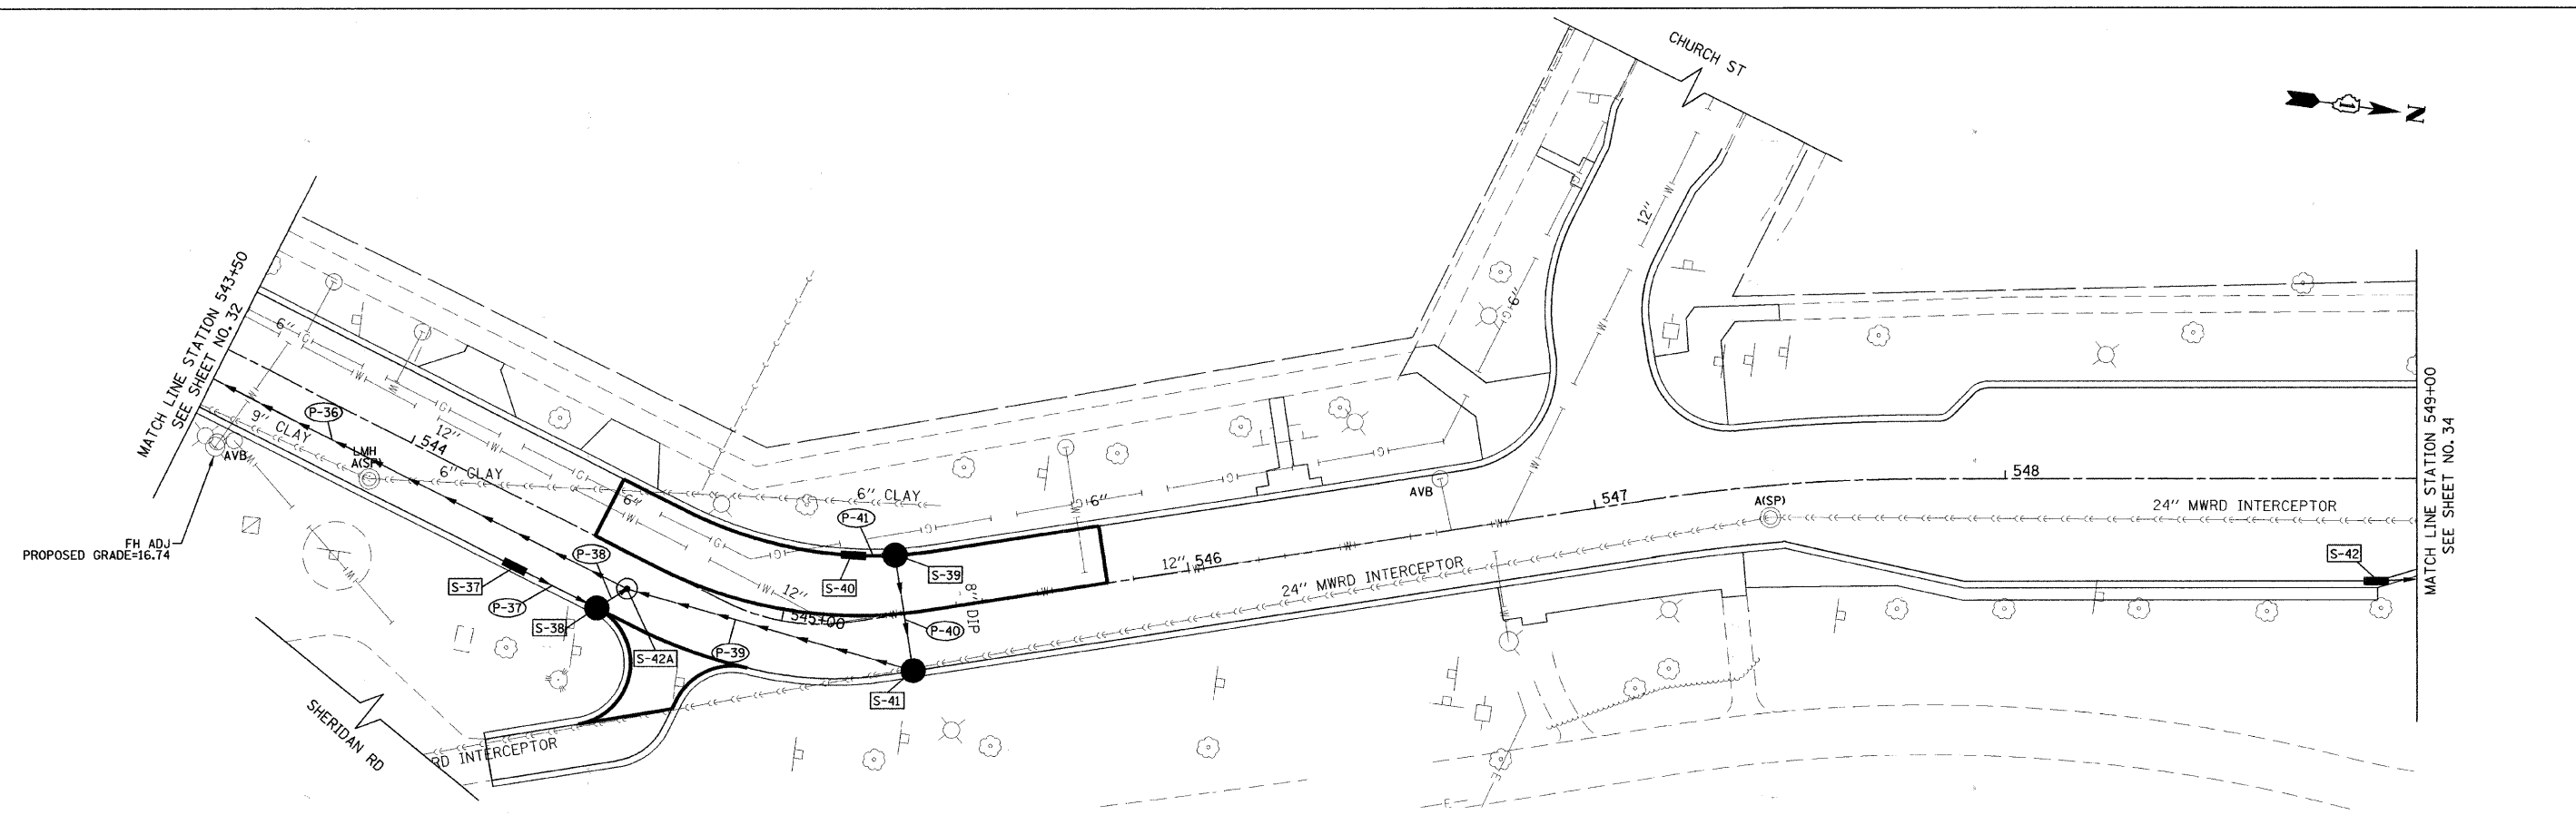 CHURCH ST
N
MATCH LINE STATION 543+50
SEE SHEET NO. 32
6"
12"
6"
P-36
9" CLAY
544
12"
LMH
A(SP)
6" CLAY
AVB
FH ADJ
PROPOSED GRADE=16.74
6"
6" CLAY
P-41
6"
AVB
547
A(SP)
548
24" MWRD INTERCEPTOR
MATCH LINE STATION 549+00
SEE SHEET NO. 34
P-38
S-37
P-37
S-40
S-39
12"
546
24" MWRD INTERCEPTOR
S-42
8" DIP
12"
545+00
P-40
S-38
S-42A
P-39
S-41
SHERIDAN RD
RD INTERCEPTOR